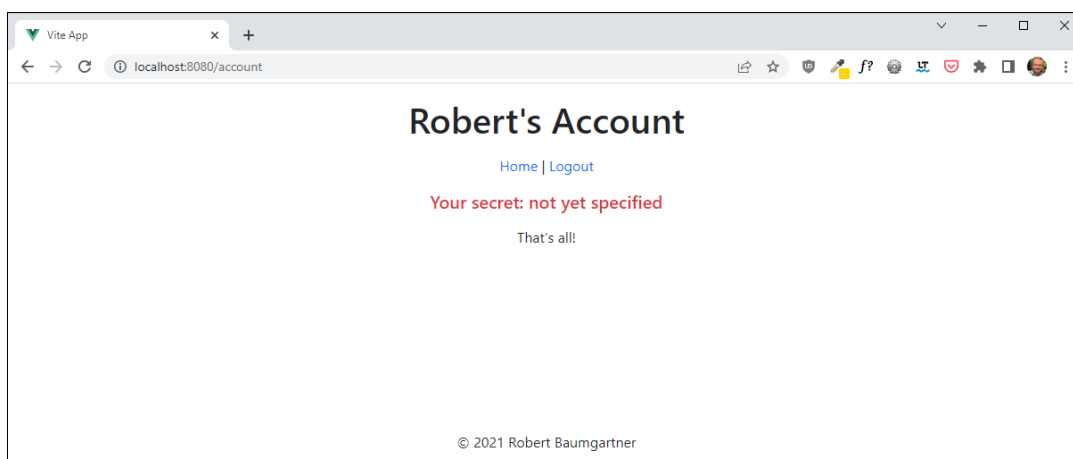 Vite App
localhost:8080/account
f?
LT
Robert's Account
Home | Logout
Your secret: not yet specified
That's all!
© 2021 Robert Baumgartner